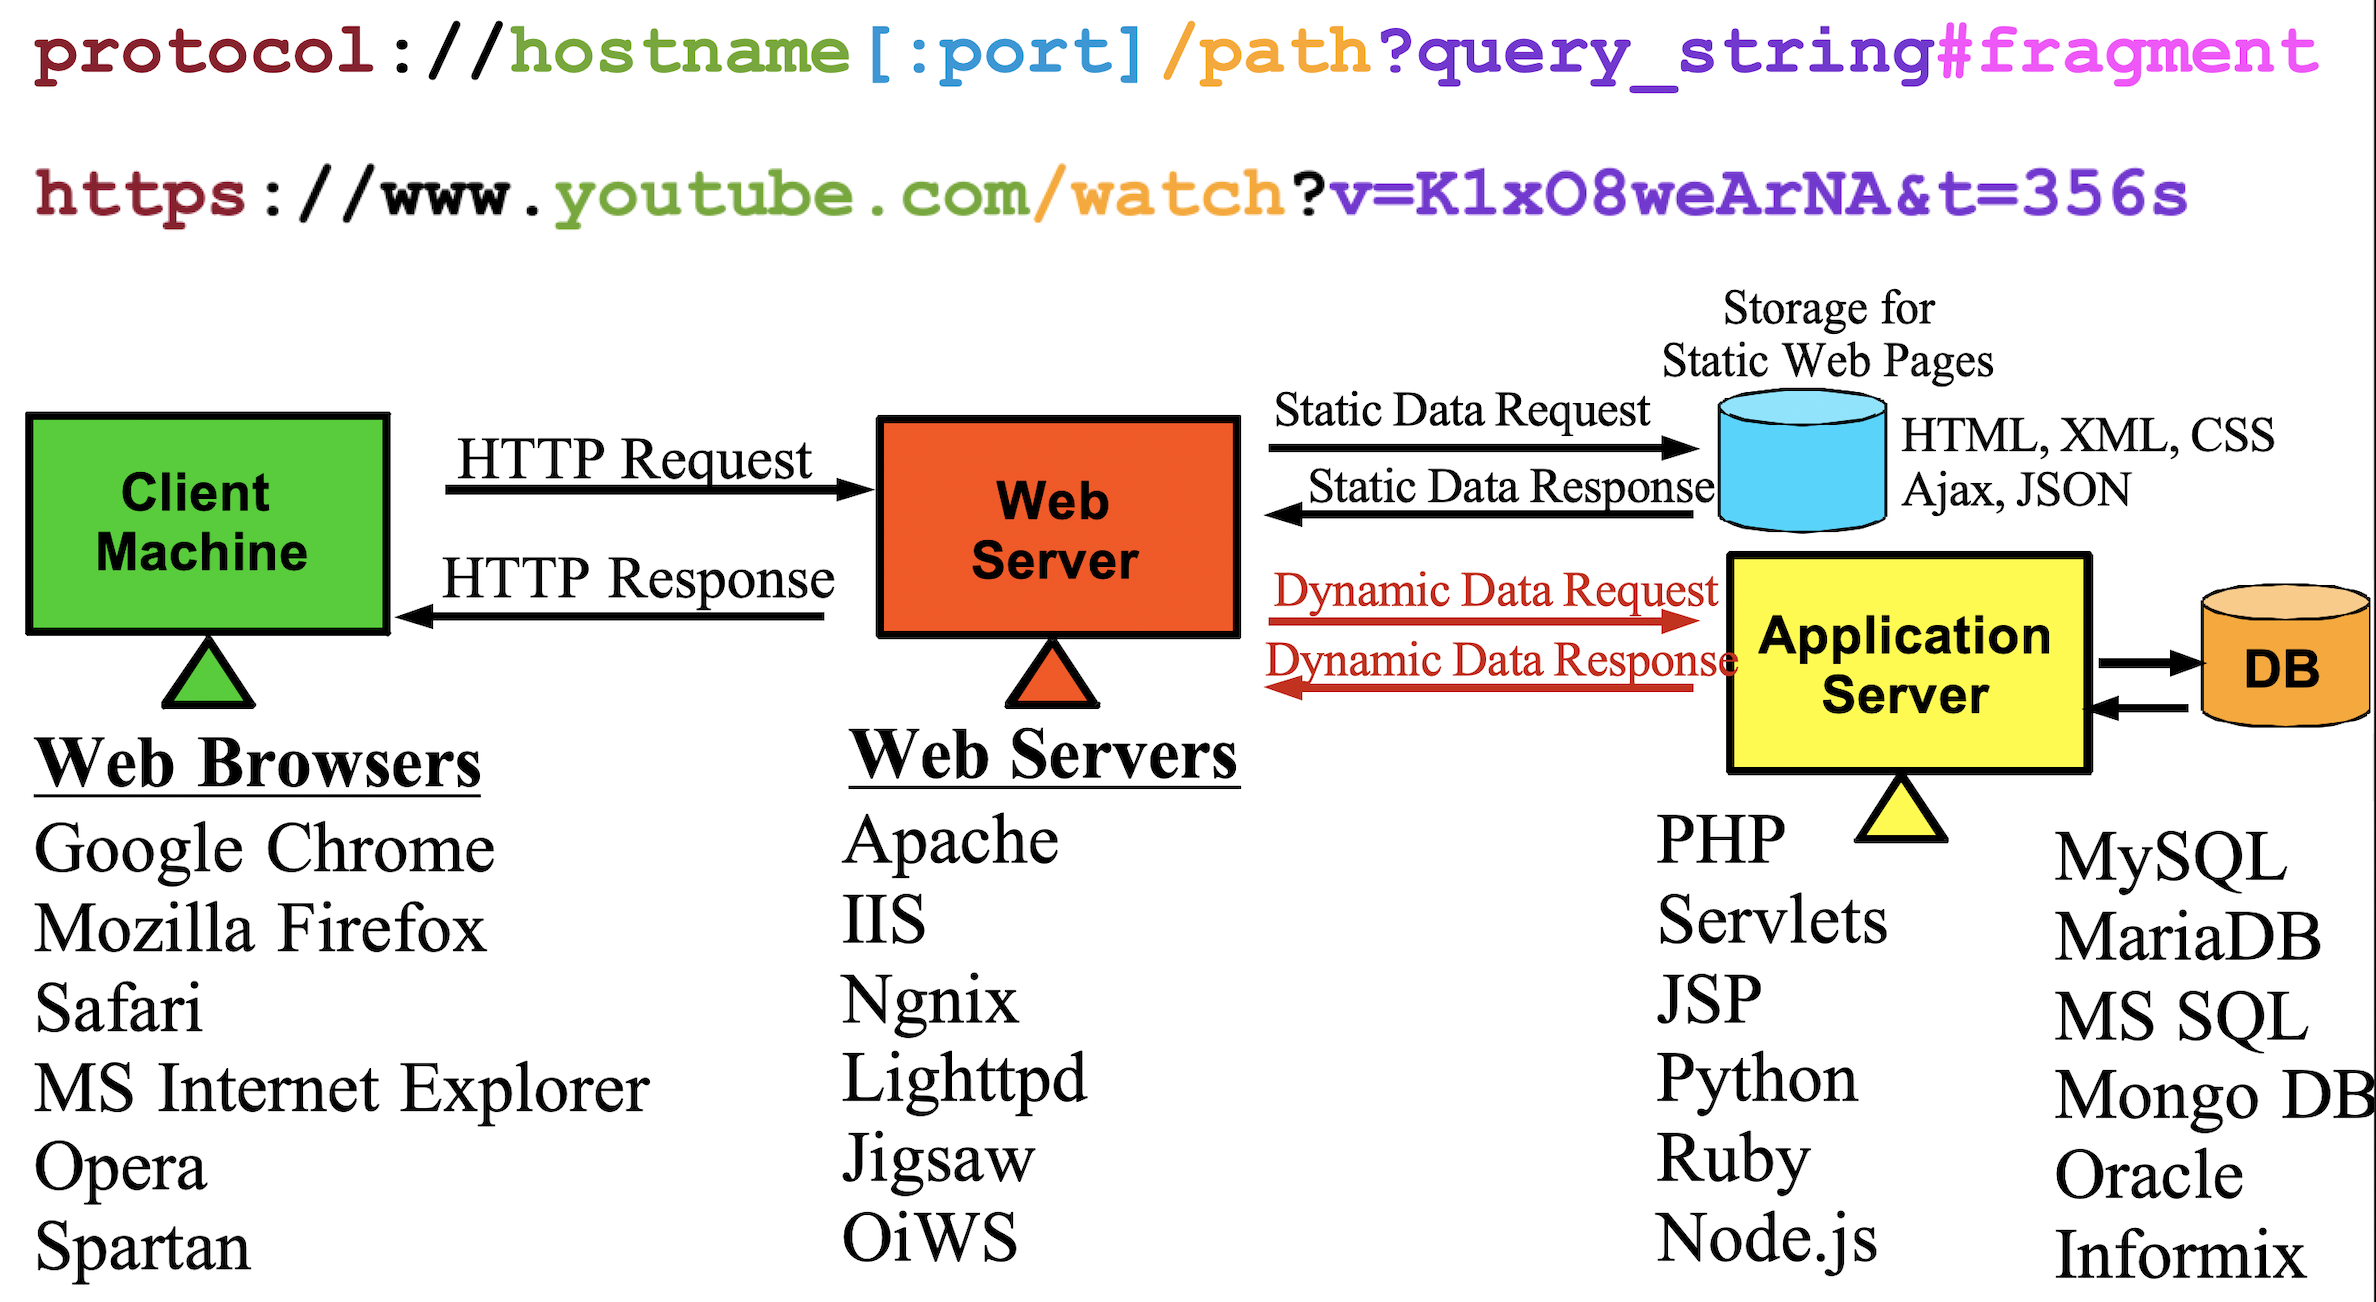 protocol://hostname[:port]/path?query_string#fragment
https://www.youtube.com/watch?v=K1xO8weArNA&t=356s
Storage for
Static Web Pages
Client
Machine
HTTP Request
HTTP Response
Web
Server
Static Data Request
Static Data Response
HTML, XML, CSS
Ajax, JSON
Dynamic Data Request
Dynamic Data Response
Application
Server
DB
Web Browsers
Google Chrome
Mozilla Firefox
Safari
MS Internet Explorer
Opera
Spartan
Web Servers
Apache
IIS
Ngnix
Lighttpd
Jigsaw
OiWS
PHP
Servlets
JSP
Python
Ruby
Node.js
MySQL
MariaDB
MS SQL
Mongo DB
Oracle
Informix